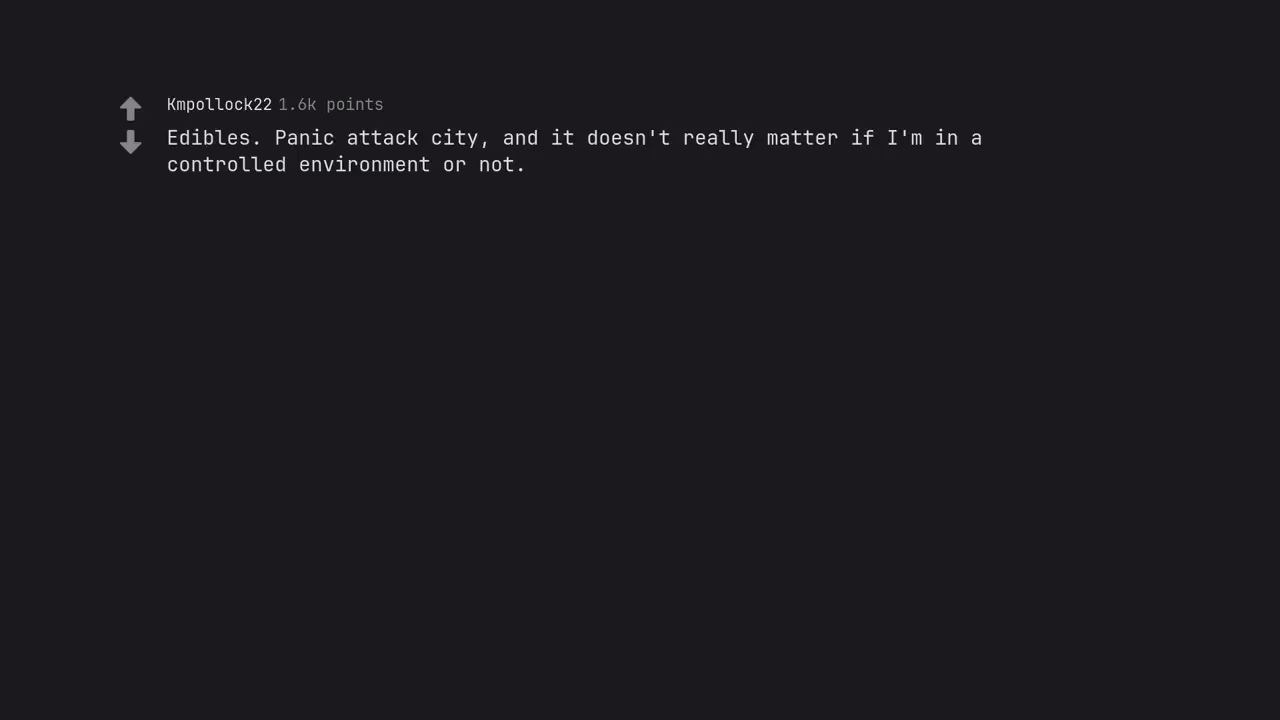 Kmpollock22 1.6k points
Edibles. Panic attack city, and it doesn't really matter if I'm in a
controlled environment or not.